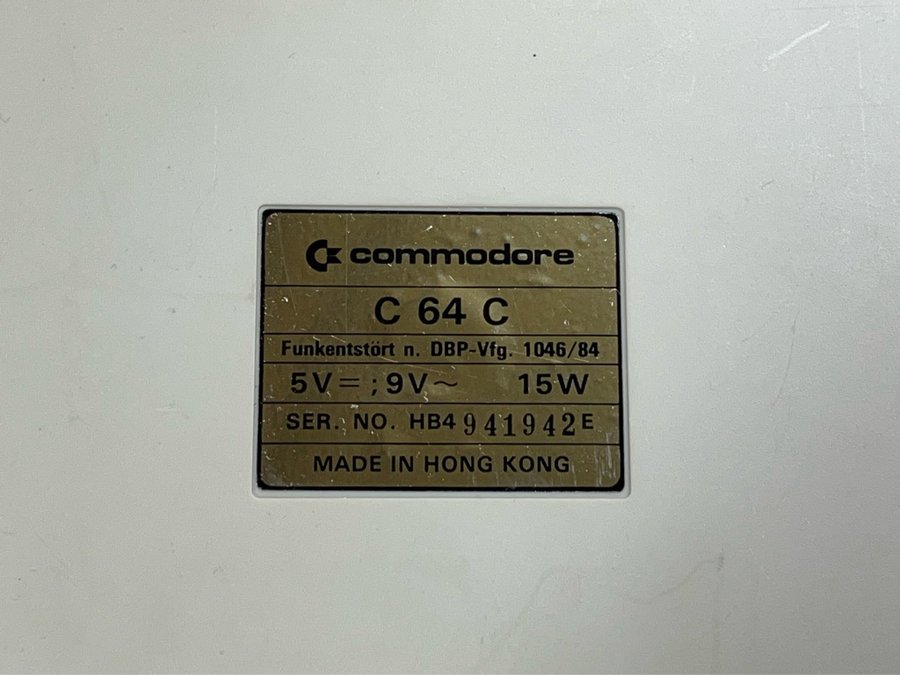 commodore
C 64 C
Funkentstört n. DBP-Vfg. 1046/84
5V⎓ ; 9V~ 15W
SER. NO. HB4 941942 E
MADE IN HONG KONG